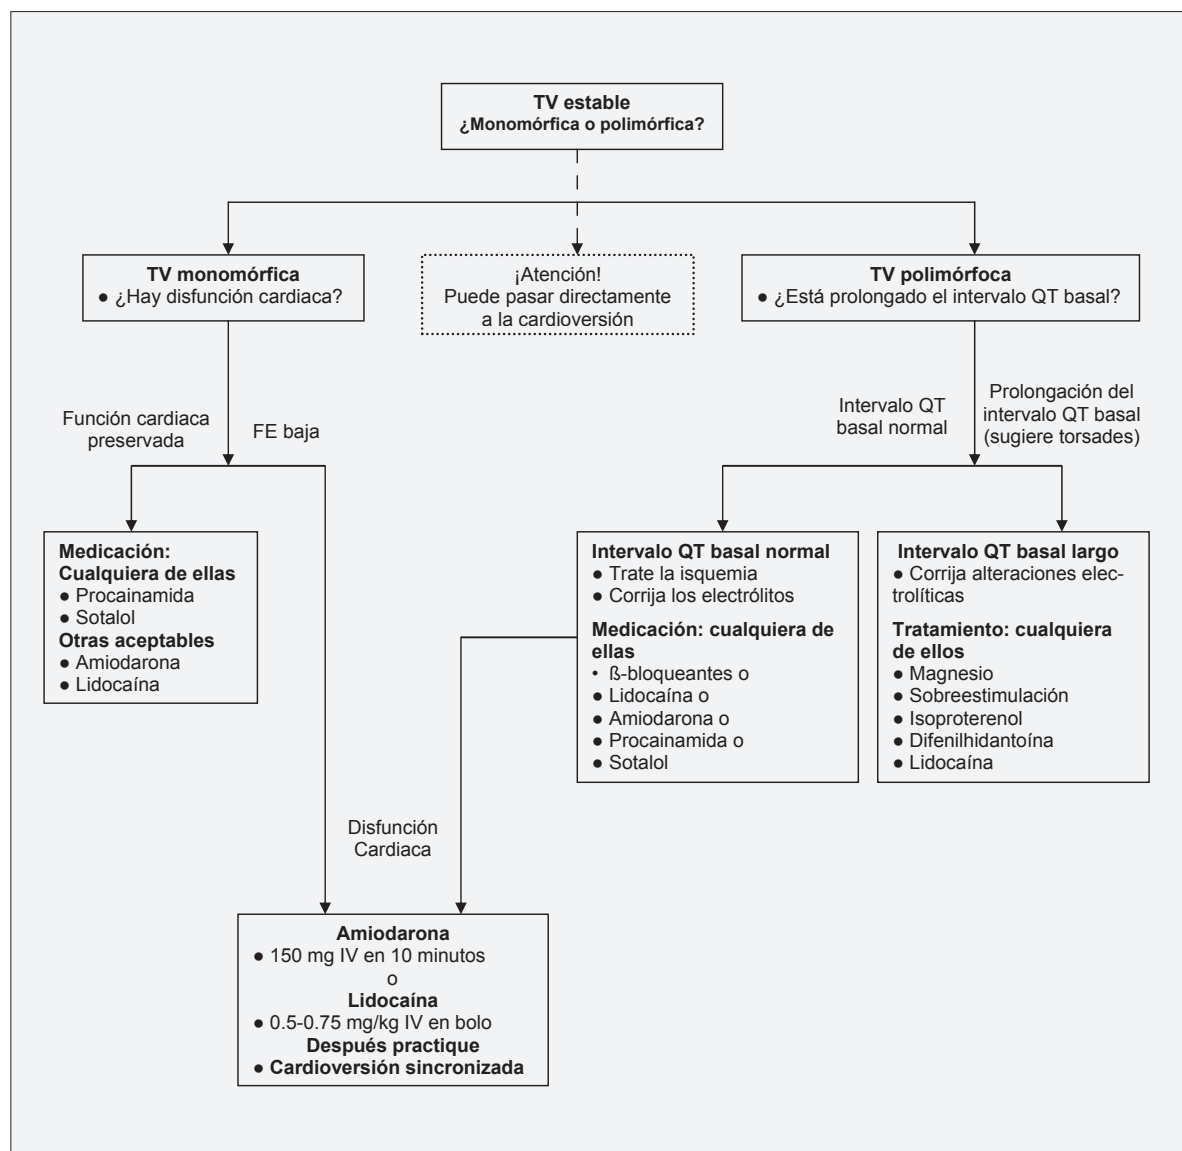 TV estable
¿Monomórfica o polimórfica?
TV monomórfica
● ¿Hay disfunción cardiaca?
¡Atención!
Puede pasar directamente
a la cardioversión
TV polimórfoca
● ¿Está prolongado el intervalo QT basal?
Función cardiaca
preservada
FE baja
Intervalo QT
basal normal
Prolongación del
intervalo QT basal
(sugiere torsades)
Medicación:
Cualquiera de ellas
● Procainamida
● Sotalol
Otras aceptables
● Amiodarona
● Lidocaína
Intervalo QT basal normal
● Trate la isquemia
● Corrija los electrólitos
Medicación: cualquiera de
ellas
• ß-bloqueantes o
● Lidocaína o
● Amiodarona o
● Procainamida o
● Sotalol
Intervalo QT basal largo
● Corrija alteraciones elec-
trolíticas
Tratamiento: cualquiera
de ellos
● Magnesio
● Sobreestimulación
● Isoproterenol
● Difenilhidantoína
● Lidocaína
Disfunción
Cardiaca
Amiodarona
● 150 mg IV en 10 minutos
o
Lidocaína
● 0.5-0.75 mg/kg IV en bolo
Después practique
● Cardioversión sincronizada